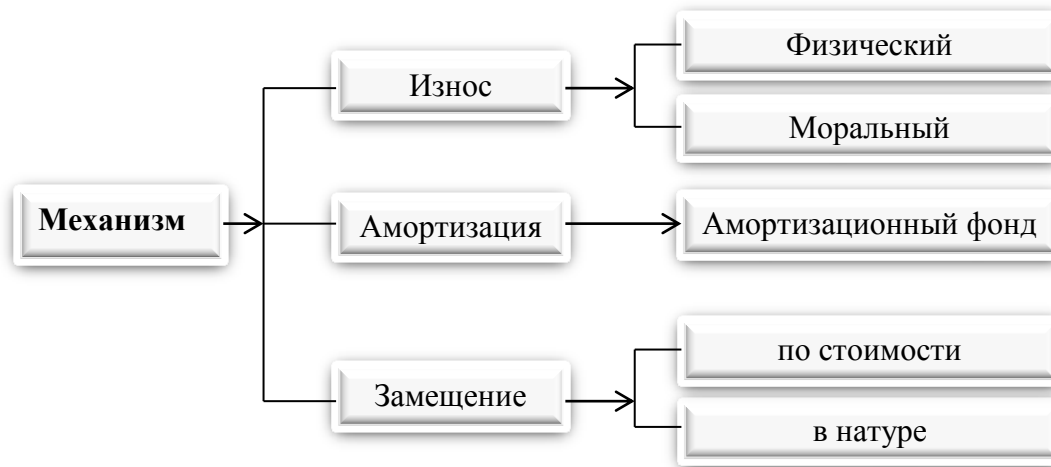 Механизм
Износ
Физический
Моральный
Амортизация
Амортизационный фонд
Замещение
по стоимости
в натуре